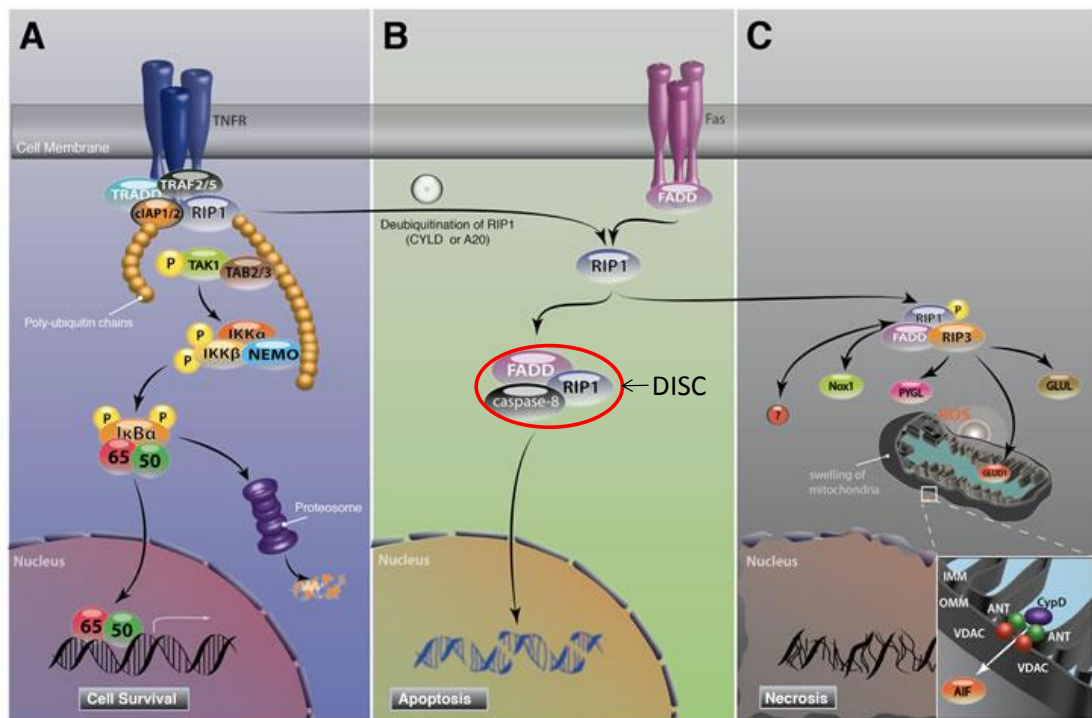 A
TNFR
Cell Membrane
TRADD
TRAF2/5
cIAP1/2
RIP1
P
TAK1
TAB2/3
Poly-ubiquitin chains
P
P
IKKα
IKKβ
NEMO
P
P
IκBα
65
50
Proteosome
Nucleus
65
50
Cell Survival
B
Fas
FADD
Deubiquitination of RIP1
(CYLD or A20)
RIP1
FADD
RIP1
caspase-8
DISC
Nucleus
Apoptosis
C
RIP1
P
FADD
RIP3
?
Nox1
PYGL
GLUL
ROS
GLUD1
swelling of
mitochondria
Nucleus
Necrosis
IMM
OMM
ANT
CypD
VDAC
ANT
VDAC
AIF